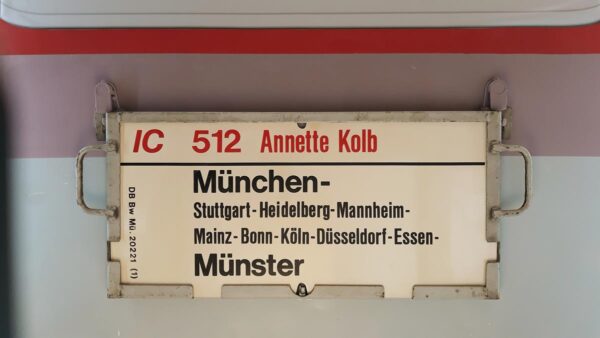 IC 512 Annette Kolb
München-
Stuttgart-Heidelberg-Mannheim-
Mainz-Bonn-Köln-Düsseldorf-Essen-
Münster
DB Bw Mü. 20221 (1)